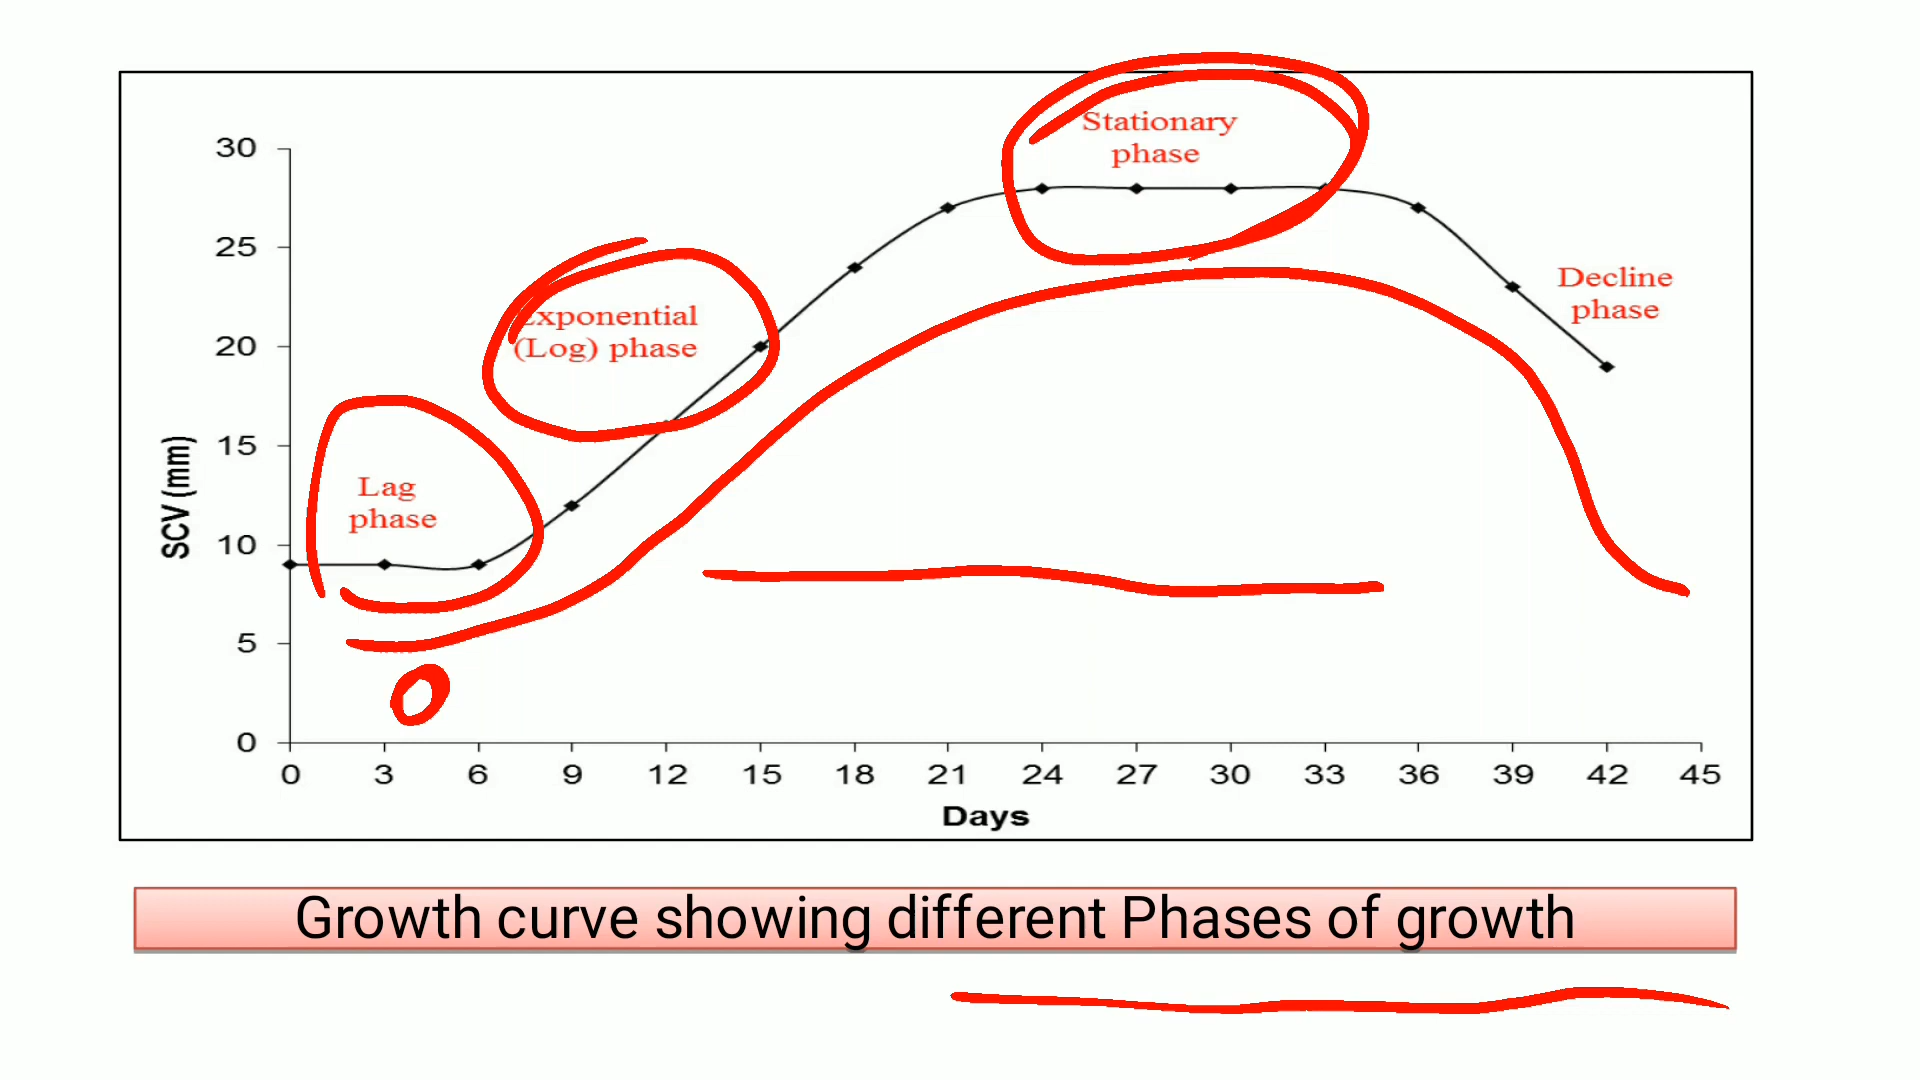 Stationary
phase
30
25
Decline
phase
Exponential
(Log) phase
20
15
SCV (mm)
Lag
phase
10
5
0
0 3 6 9 12 15 18 21 24 27 30 33 36 39 42 45
Days
Growth curve showing different Phases of growth